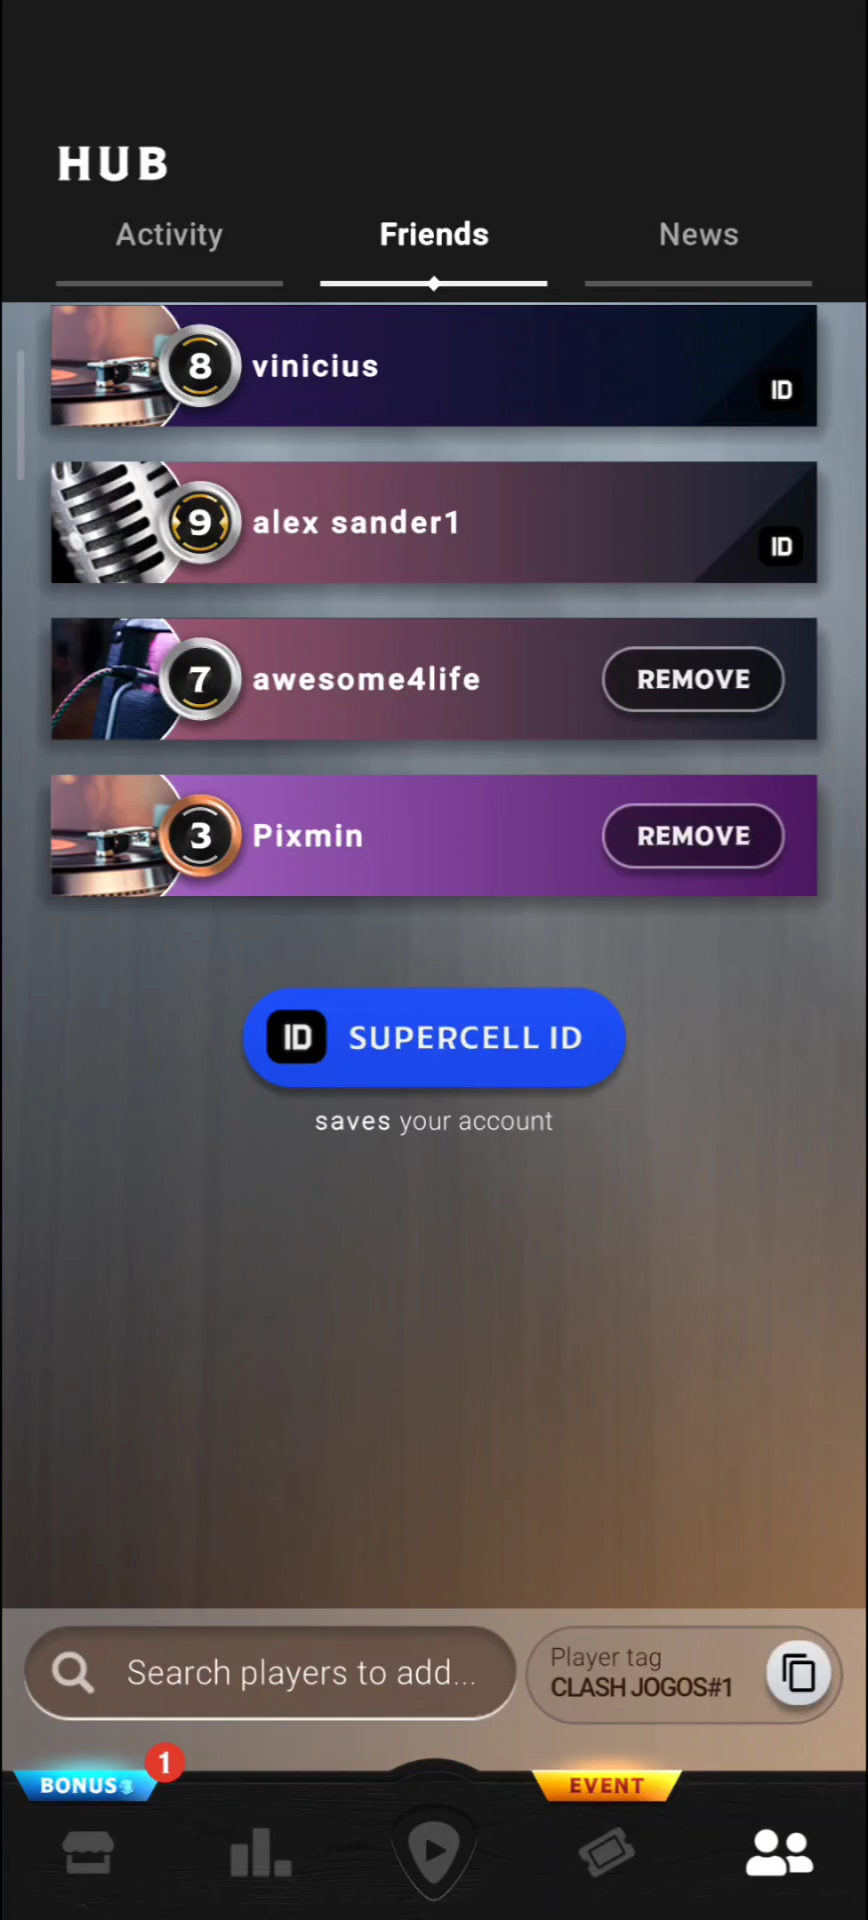 HUB
Activity
Friends
News
8
vinicius
ID
9
alex sander1
ID
7
awesome4life
REMOVE
3
Pixmin
REMOVE
ID SUPERCELL ID
saves your account
Search players to add...
Player tag
CLASH JOGOS#1
BONUS
1
EVENT